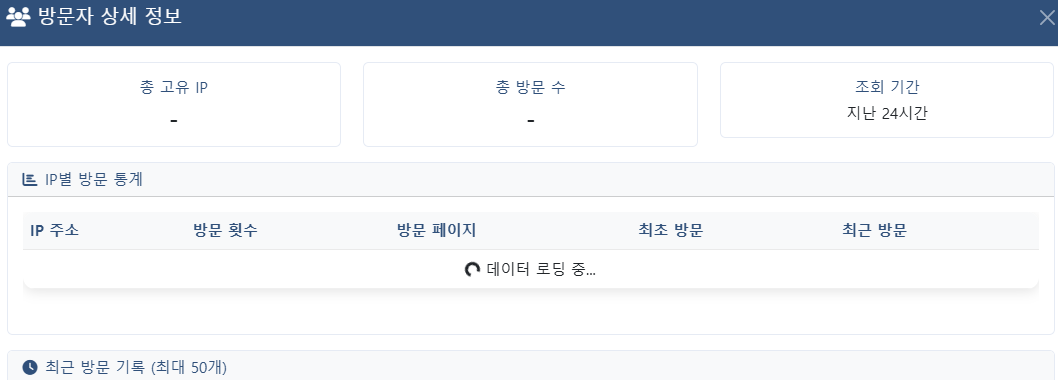 방문자 상세 정보
총 고유 IP
-
총 방문 수
-
조회 기간
지난 24시간
IP별 방문 통계
IP 주소 방문 횟수 방문 페이지 최초 방문 최근 방문
데이터 로딩 중...
최근 방문 기록 (최대 50개)